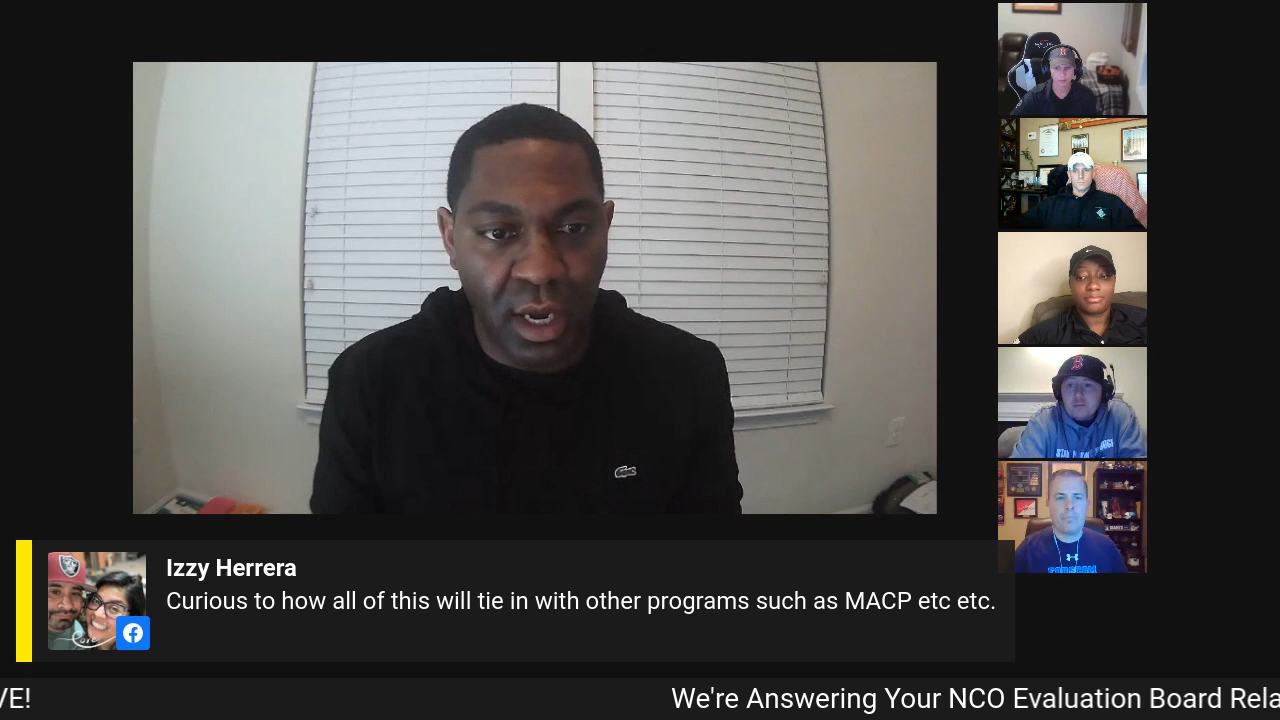 Izzy Herrera
Curious to how all of this will tie in with other programs such as MACP etc etc.
VE!
We're Answering Your NCO Evaluation Board Rela